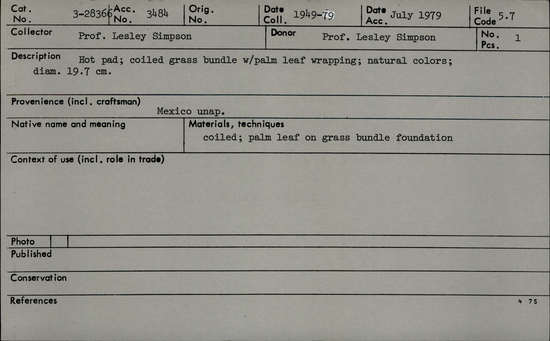 Cat. No. 3-28366 Acc. No. 3484 Orig. No. Date Coll. 1949-79 Date Acc. July 1979 File Code 5.7
Collector Prof. Lesley Simpson Donor Prof. Lesley Simpson No. Pcs. 1
Description Hot pad; coiled grass bundle w/palm leaf wrapping; natural colors;
diam. 19.7 cm.
Provenience (incl. craftsman)
Mexico unap.
Native name and meaning Materials, techniques
coiled; palm leaf on grass bundle foundation
Context of use (incl. role in trade)
Photo
Published
Conservation
References 4 75